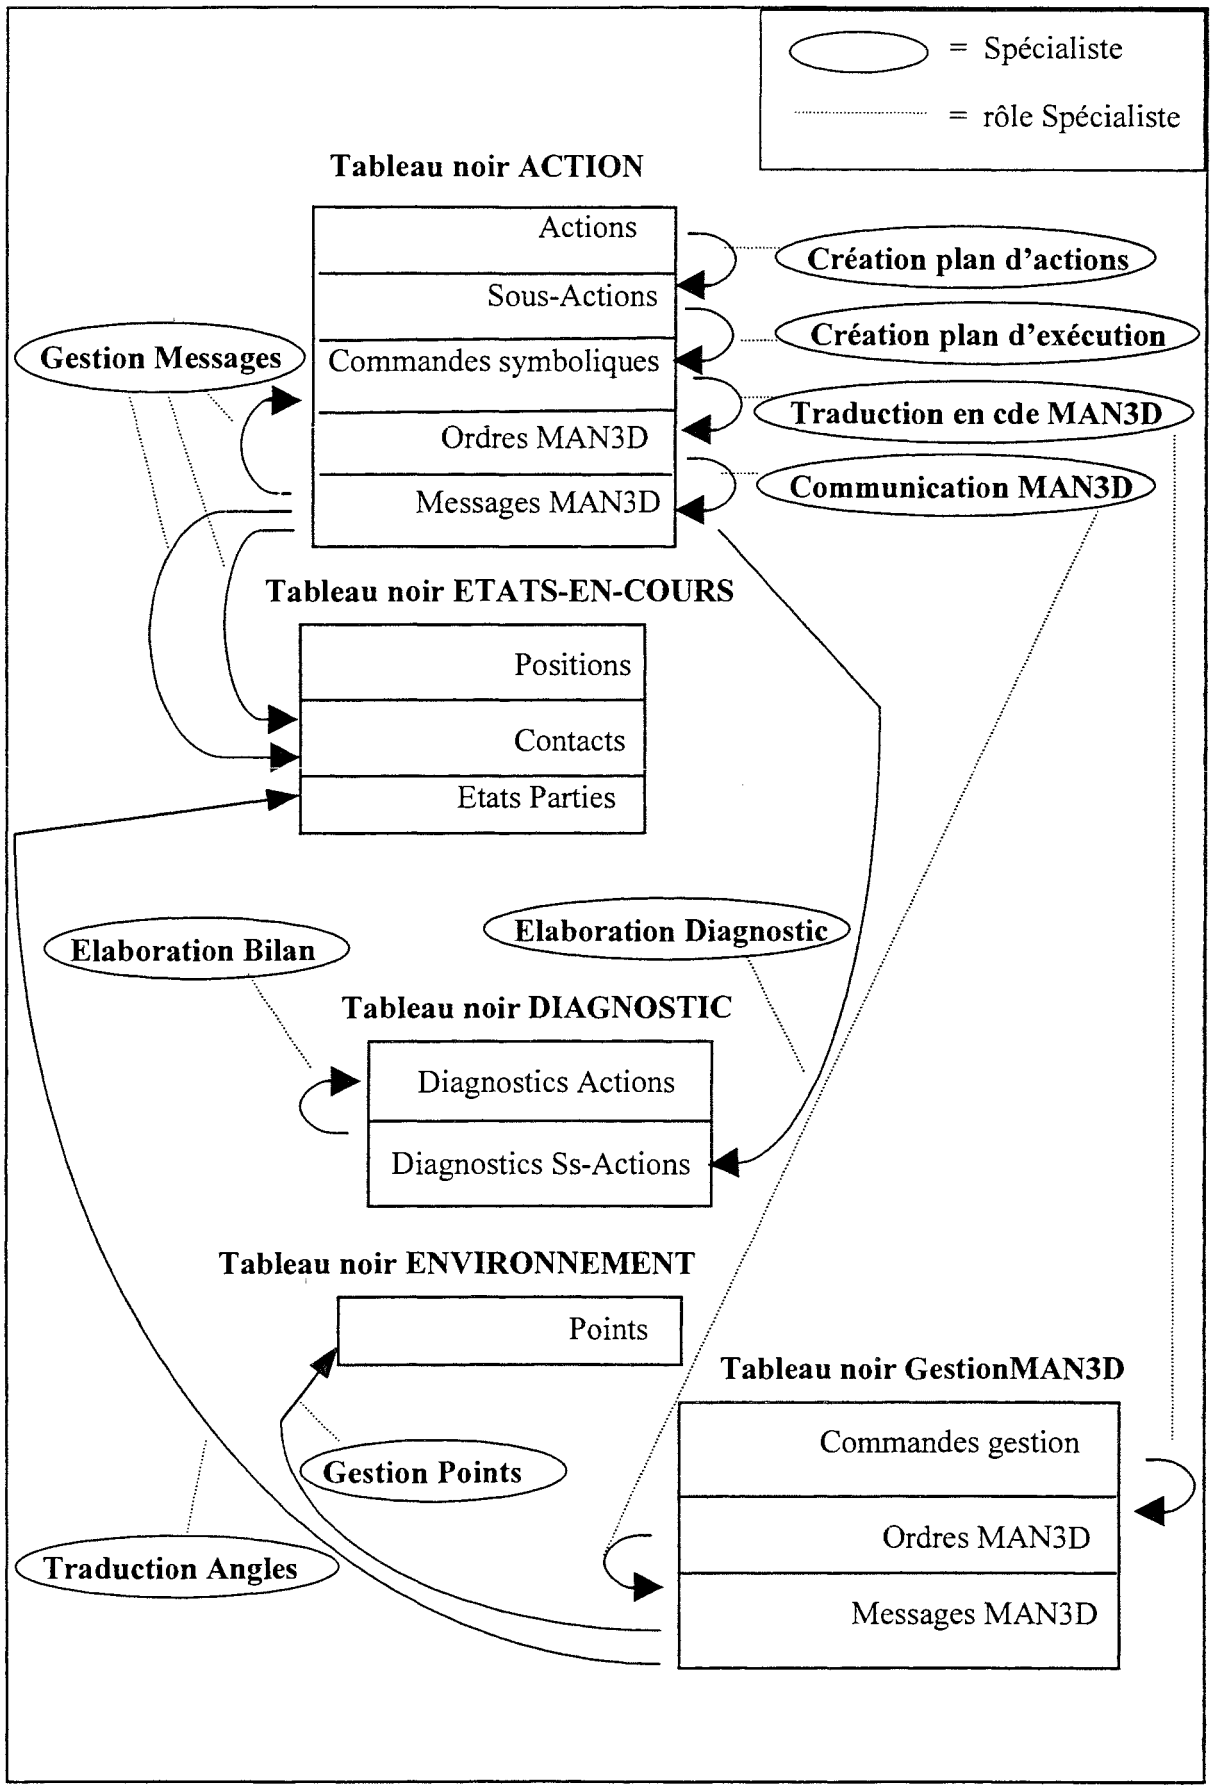 = Spécialiste
= rôle Spécialiste
Tableau noir ACTION
Actions
Création plan d'actions
Sous-Actions
Création plan d'exécution
Gestion Messages
Commandes symboliques
Traduction en cde MAN3D
Ordres MAN3D
Communication MAN3D
Messages MAN3D
Tableau noir ETATS-EN-COURS
Positions
Contacts
Etats Parties
Elaboration Diagnostic
Elaboration Bilan
Tableau noir DIAGNOSTIC
Diagnostics Actions
Diagnostics Ss-Actions
Tableau noir ENVIRONNEMENT
Points
Tableau noir GestionMAN3D
Commandes gestion
Gestion Points
Ordres MAN3D
Traduction Angles
Messages MAN3D